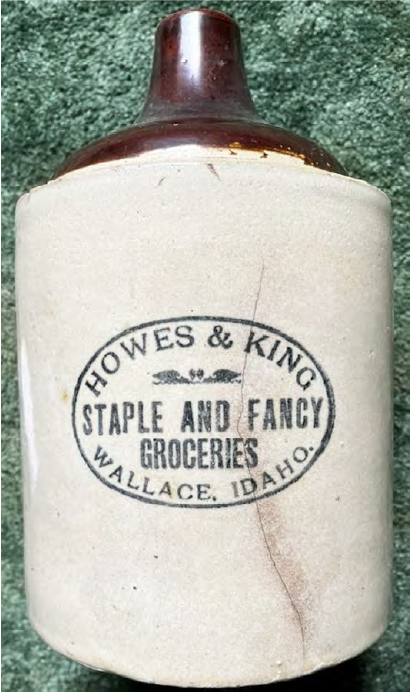 HOWES & KING
STAPLE AND FANCY
GROCERIES
WALLACE, IDAHO.